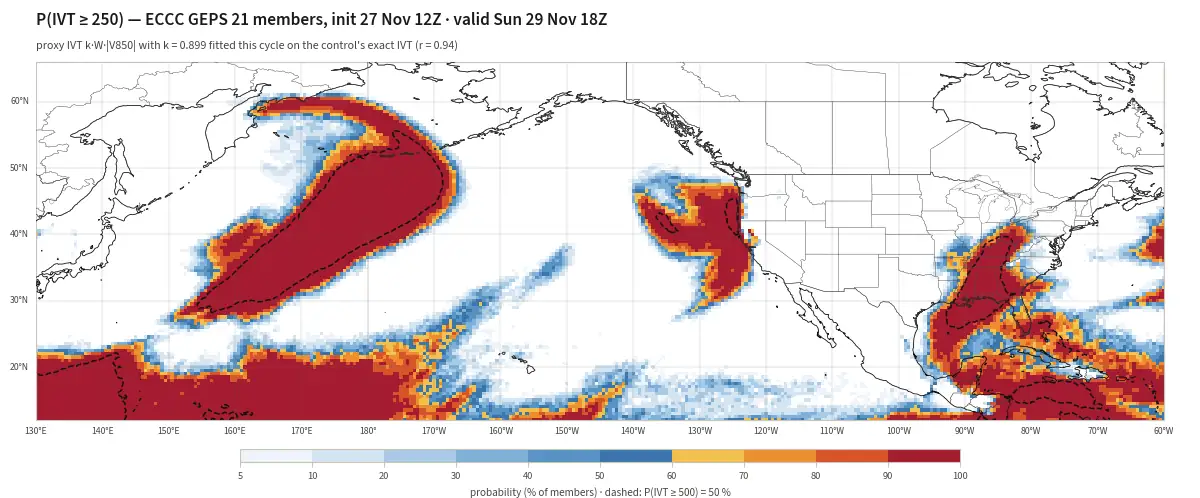 P(IVT ≥ 250) — ECCC GEPS 21 members, init 27 Nov 12Z · valid Sun 29 Nov 18Z
proxy IVT k·W·|V850| with k = 0.899 fitted this cycle on the control's exact IVT (r = 0.94)
60°N
50°N
40°N
30°N
20°N
130°E 140°E 150°E 160°E 170°E 180° 170°W 160°W 150°W 140°W 130°W 120°W 110°W 100°W 90°W 80°W 70°W 60°W
5 10 20 30 40 50 60 70 80 90 100
probability (% of members) · dashed: P(IVT ≥ 500) = 50 %